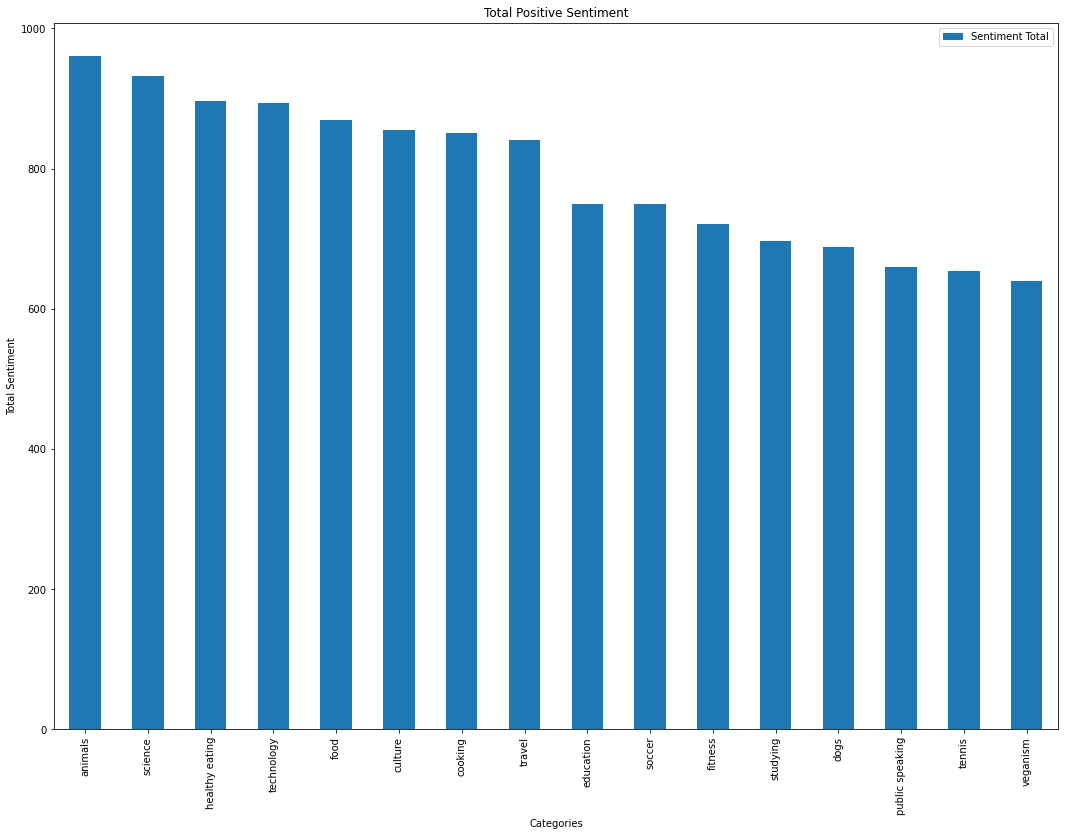 Total Positive Sentiment
Sentiment Total
1000
800
600
400
200
0
Total Sentiment
animals
science
healthy eating
technology
food
culture
cooking
travel
education
soccer
fitness
studying
dogs
public speaking
tennis
veganism
Categories